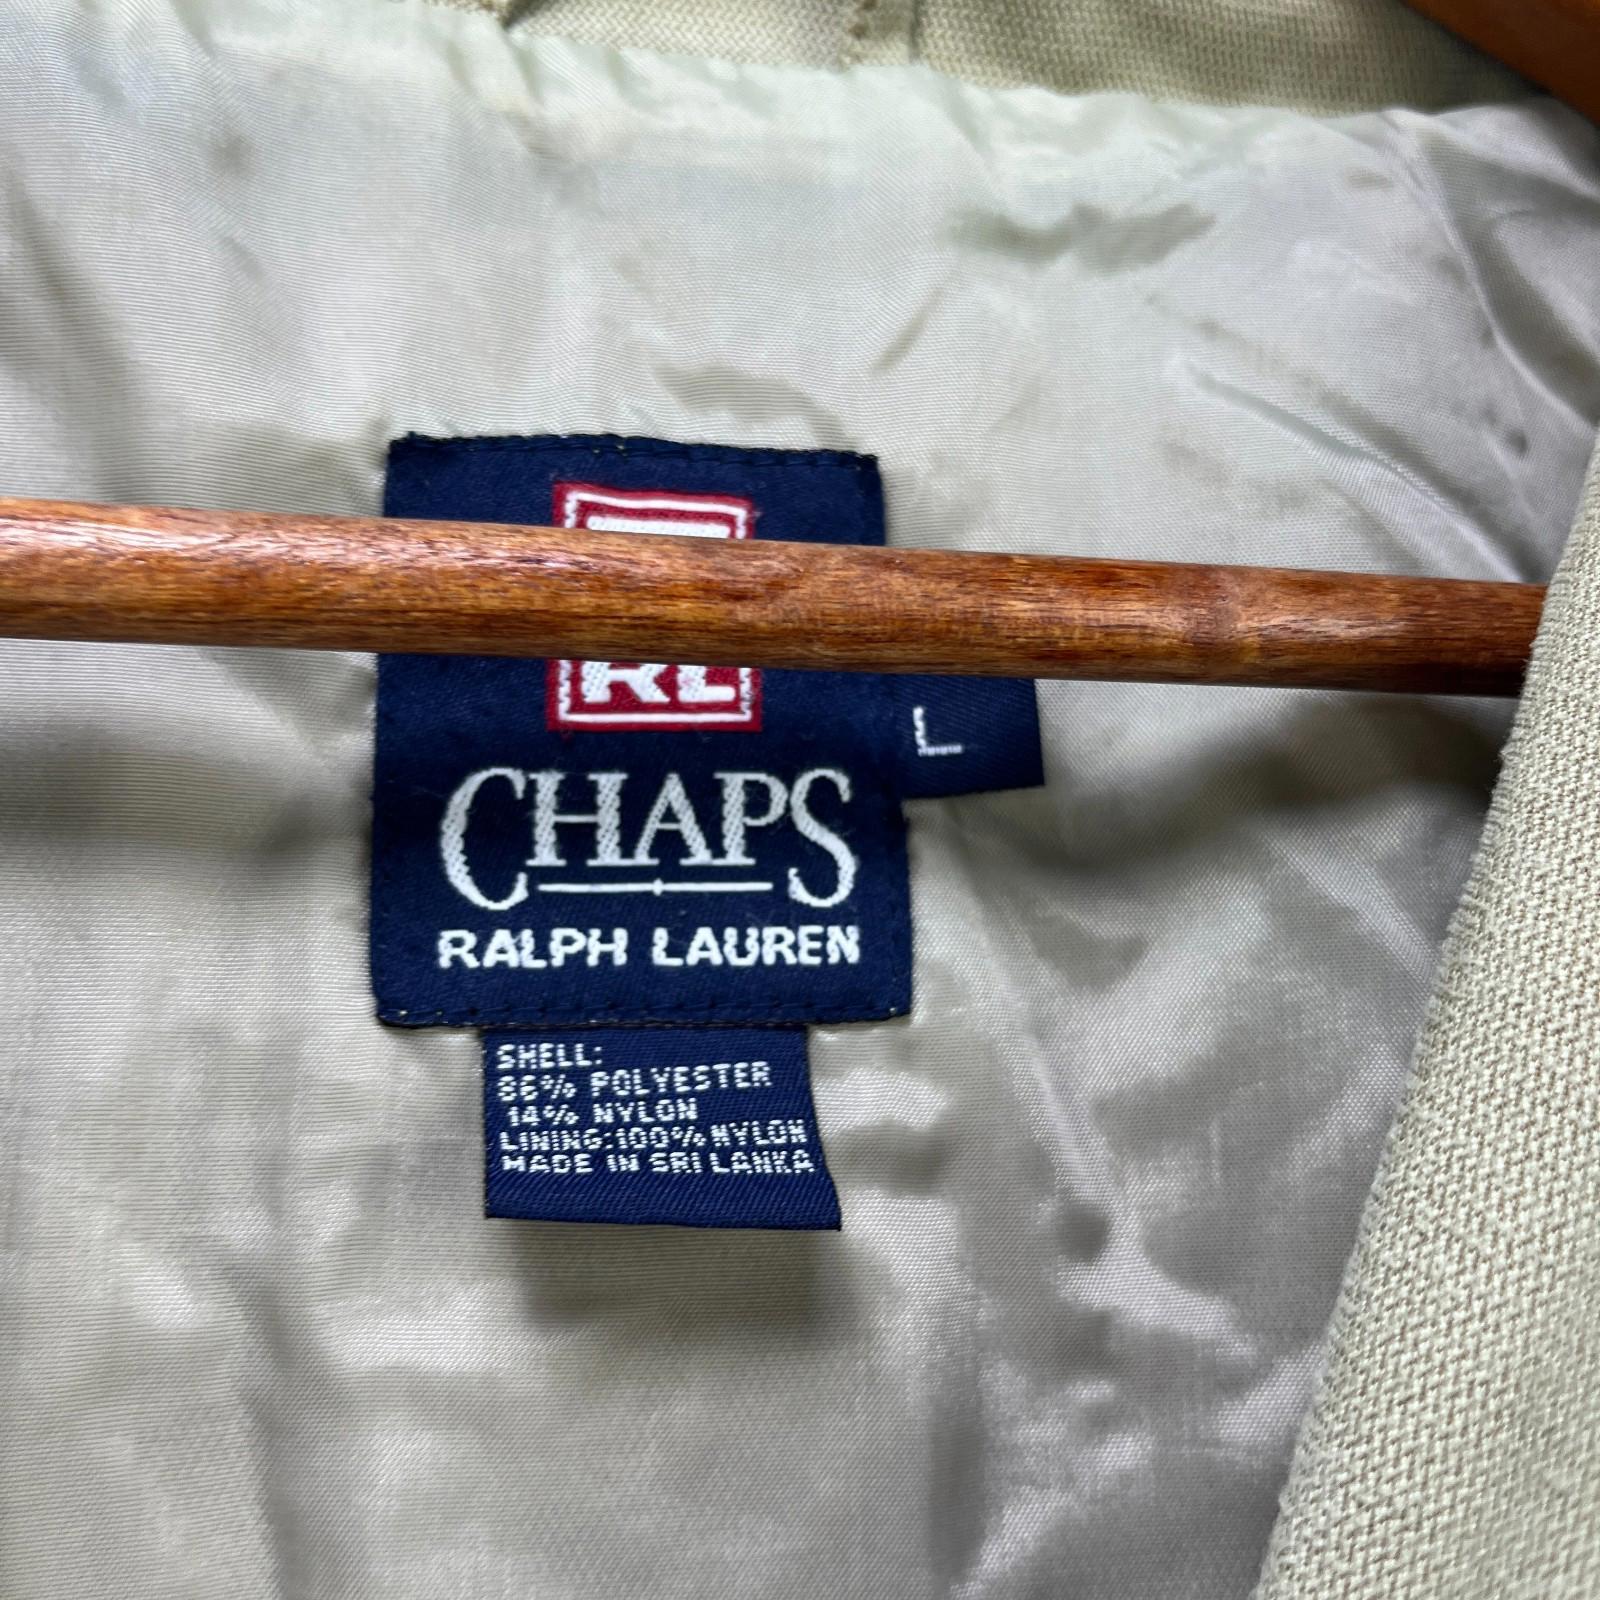 RL
L
CHAPS
RALPH LAUREN
SHELL:
86% POLYESTER
14% NYLON
LINING:100% NYLON
MADE IN SRI LANKA